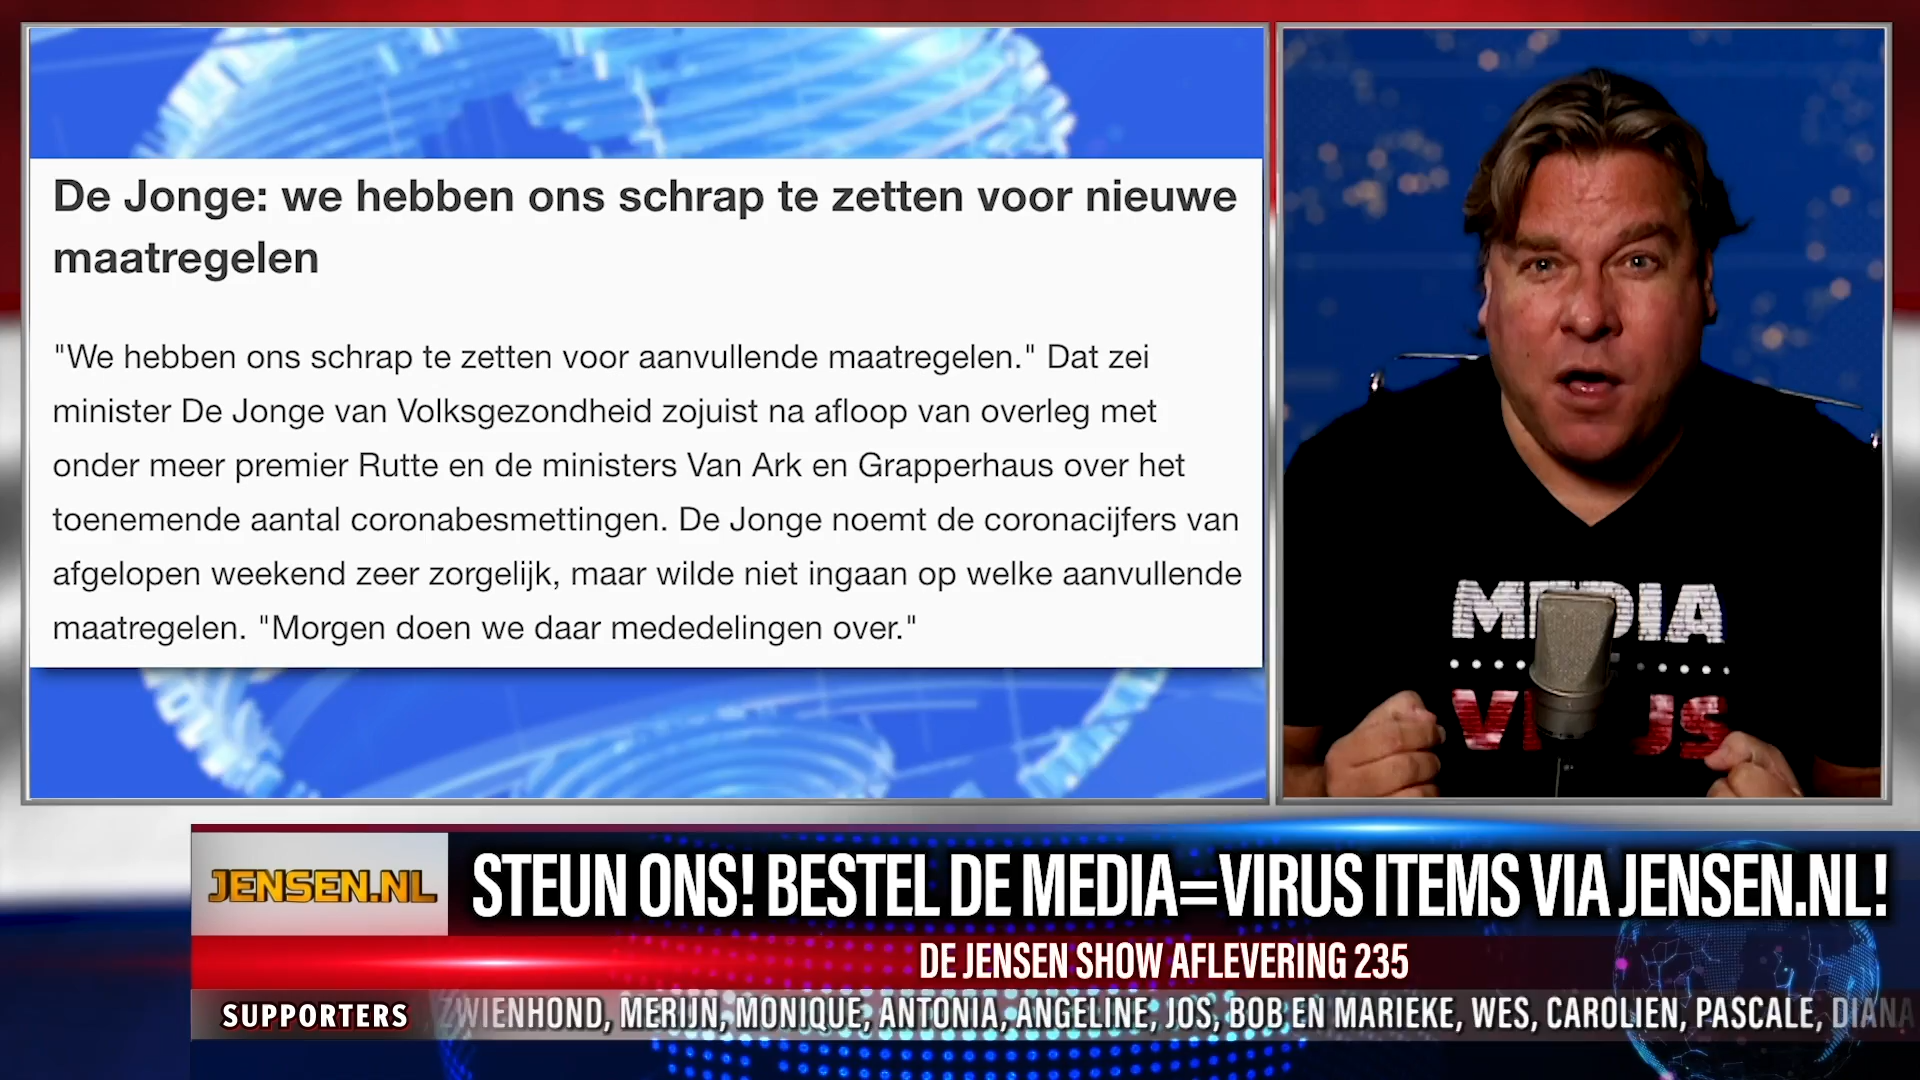 De Jonge: we hebben ons schrap te zetten voor nieuwe
maatregelen
"We hebben ons schrap te zetten voor aanvullende maatregelen." Dat zei
minister De Jonge van Volksgezondheid zojuist na afloop van overleg met
onder meer premier Rutte en de ministers Van Ark en Grapperhaus over het
toenemende aantal coronabesmettingen. De Jonge noemt de coronacijfers van
afgelopen weekend zeer zorgelijk, maar wilde niet ingaan op welke aanvullende
maatregelen. "Morgen doen we daar mededelingen over."
MEDIA
VIRUS
JENSEN.NL
STEUN ONS! BESTEL DE MEDIA=VIRUS ITEMS VIA JENSEN.NL!
DE JENSEN SHOW AFLEVERING 235
SUPPORTERS
ZWIENHOND, MERIJN, MONIQUE, ANTONIA, ANGELINE, JOS, BOB EN MARIEKE, WES, CAROLIEN, PASCALE, DIANA